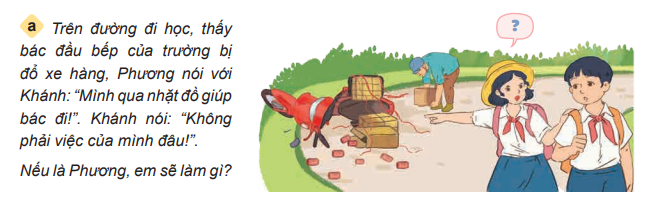 a Trên đường đi học, thấy
bác đầu bếp của trường bị
đổ xe hàng, Phương nói với
Khánh: “Mình qua nhặt đồ giúp
bác đi!”. Khánh nói: “Không
phải việc của mình đâu!”.
Nếu là Phương, em sẽ làm gì?
?